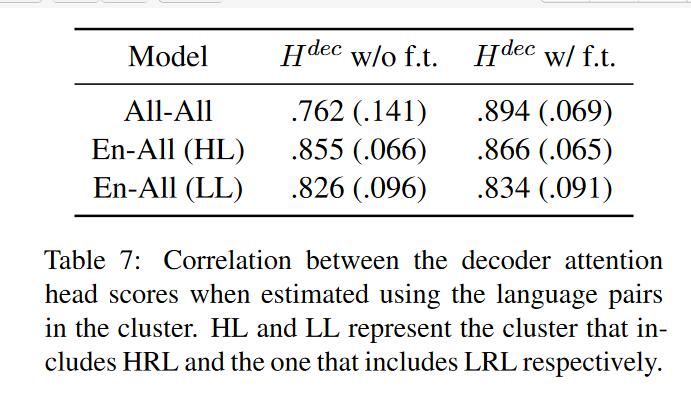 Model H^dec w/o f.t. H^dec w/ f.t.
All-All .762 (.141) .894 (.069)
En-All (HL) .855 (.066) .866 (.065)
En-All (LL) .826 (.096) .834 (.091)
Table 7: Correlation between the decoder attention
head scores when estimated using the language pairs
in the cluster. HL and LL represent the cluster that in-
cludes HRL and the one that includes LRL respectively.